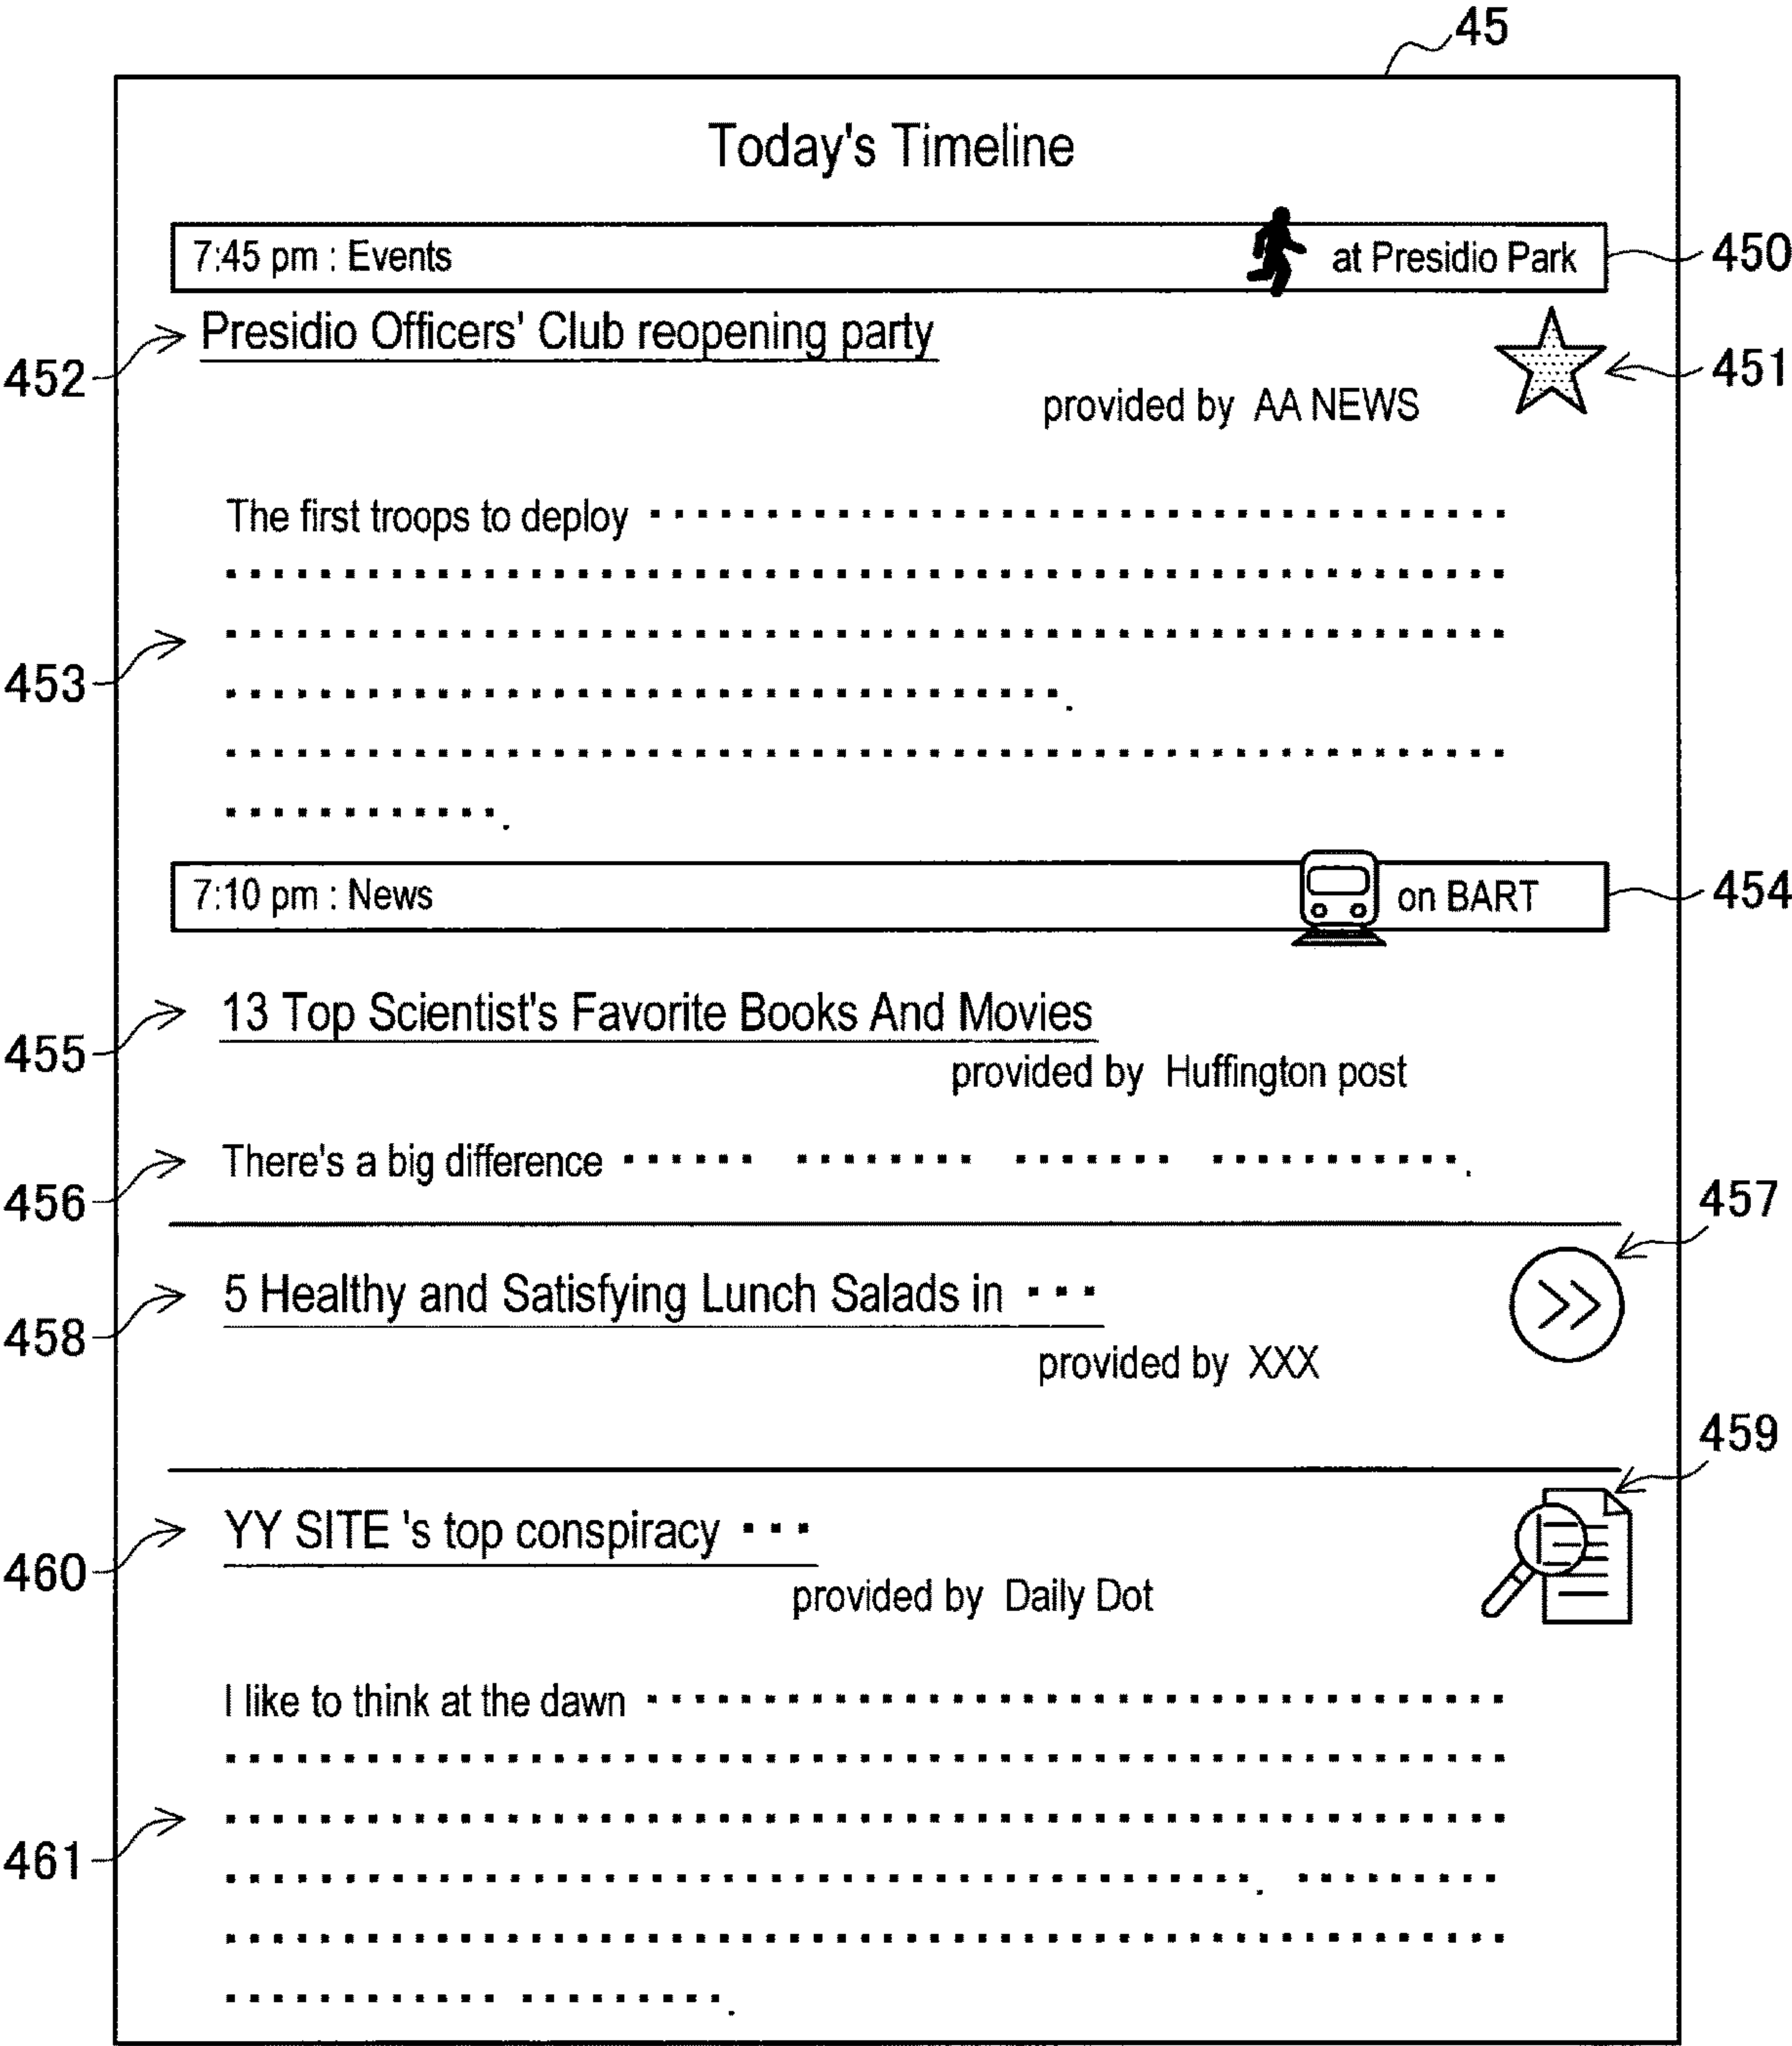 45
Today's Timeline
7:45 pm : Events at Presidio Park 450
452 Presidio Officers' Club reopening party 451
provided by AA NEWS
The first troops to deploy
453
7:10 pm : News on BART 454
455 13 Top Scientist's Favorite Books And Movies
provided by Huffington post
456 There's a big difference
457
458 5 Healthy and Satisfying Lunch Salads in ･･･
provided by XXX
459
460 YY SITE 's top conspiracy ･･･
provided by Daily Dot
I like to think at the dawn
461